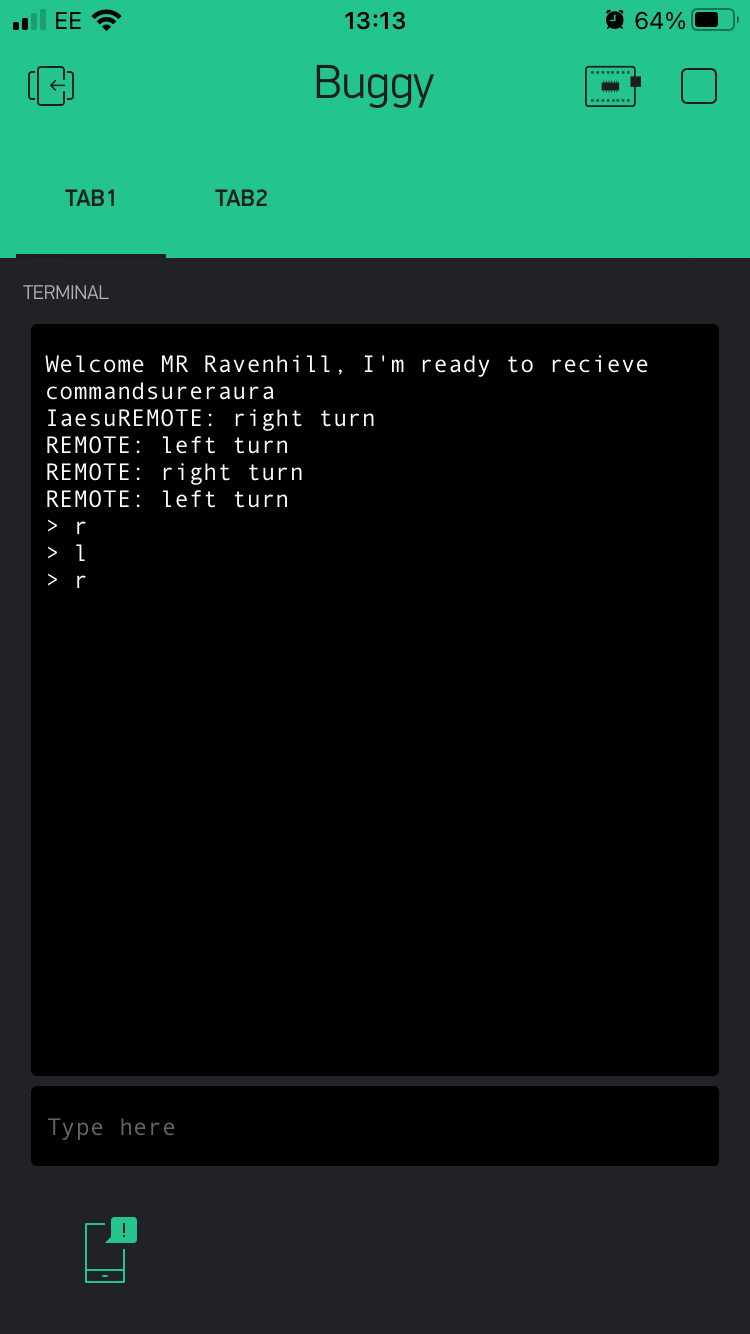 EE 13:13 64%
Buggy
TAB1 TAB2
TERMINAL
Welcome MR Ravenhill, I'm ready to recieve
commandsureraura
IaesuREMOTE: right turn
REMOTE: left turn
REMOTE: right turn
REMOTE: left turn
> r
> l
> r
Type here
!